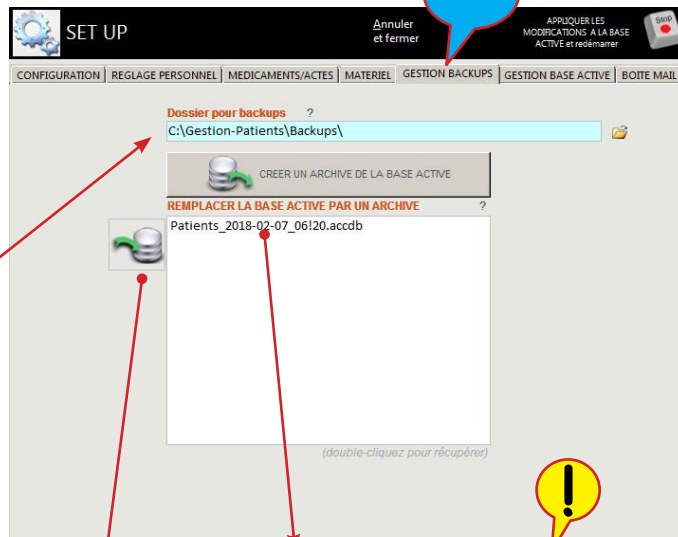 SET UP
Annuler
et fermer
APPLIQUER LES
MODIFICATIONS A LA BASE
ACTIVE et redémarrer
STOP
CONFIGURATION REGLAGE PERSONNEL MEDICAMENTS/ACTES MATERIEL GESTION BACKUPS GESTION BASE ACTIVE BOITE MAIL
Dossier pour backups ?
C:\Gestion-Patients\Backups\
CREER UN ARCHIVE DE LA BASE ACTIVE
REMPLACER LA BASE ACTIVE PAR UN ARCHIVE ?
Patients_2018-02-07_06!20.accdb
(double-cliquez pour récupérer)
!